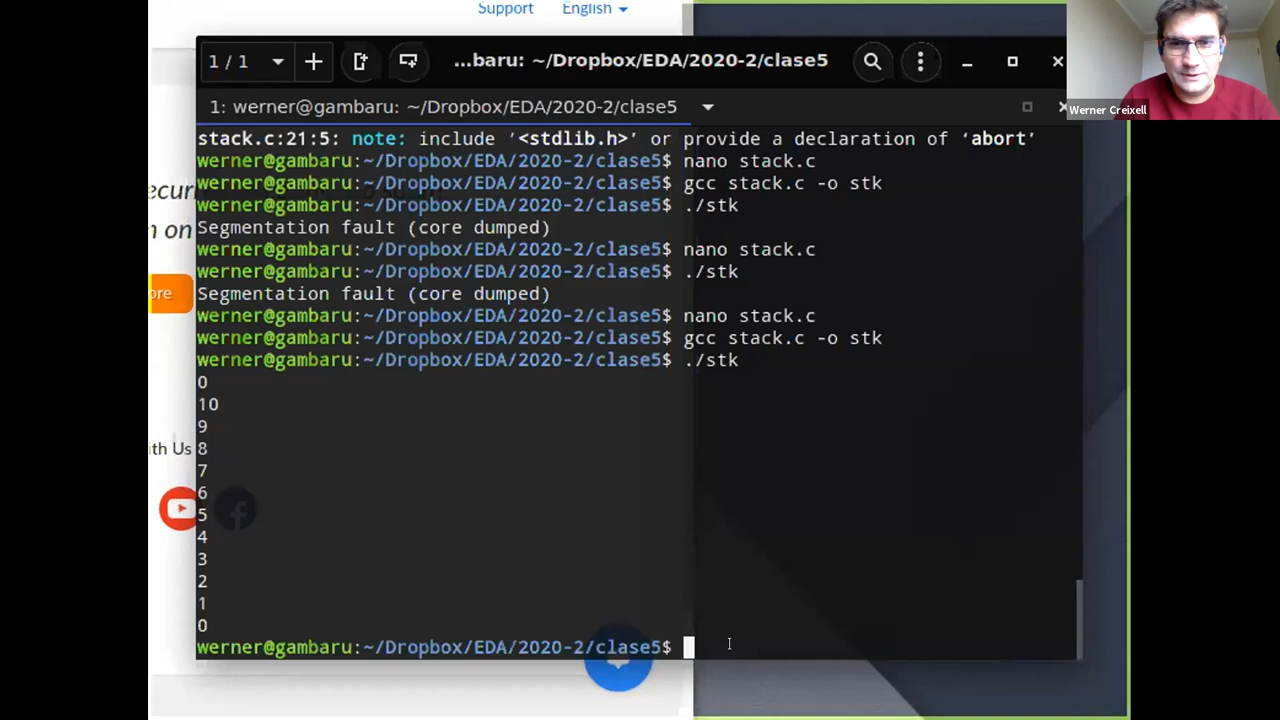 Support English
1 / 1 ...baru: ~/Dropbox/EDA/2020-2/clase5
Werner Creixell
1: werner@gambaru: ~/Dropbox/EDA/2020-2/clase5
stack.c:21:5: note: include '<stdlib.h>' or provide a declaration of ‘abort’
werner@gambaru:~/Dropbox/EDA/2020-2/clase5$ nano stack.c
werner@gambaru:~/Dropbox/EDA/2020-2/clase5$ gcc stack.c -o stk
werner@gambaru:~/Dropbox/EDA/2020-2/clase5$ ./stk
Segmentation fault (core dumped)
werner@gambaru:~/Dropbox/EDA/2020-2/clase5$ nano stack.c
werner@gambaru:~/Dropbox/EDA/2020-2/clase5$ ./stk
Segmentation fault (core dumped)
werner@gambaru:~/Dropbox/EDA/2020-2/clase5$ nano stack.c
werner@gambaru:~/Dropbox/EDA/2020-2/clase5$ gcc stack.c -o stk
werner@gambaru:~/Dropbox/EDA/2020-2/clase5$ ./stk
0
10
9
8
7
6
5
4
3
2
1
0
werner@gambaru:~/Dropbox/EDA/2020-2/clase5$
ecur
n on
ore
ith Us